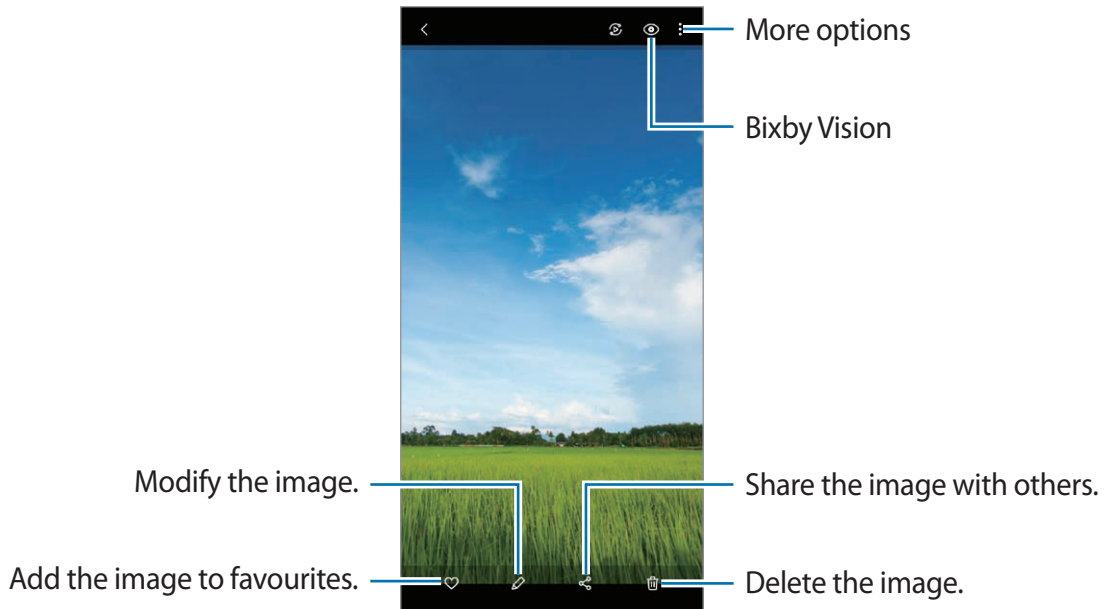 More options
Bixby Vision
Modify the image.
Share the image with others.
Add the image to favourites.
Delete the image.